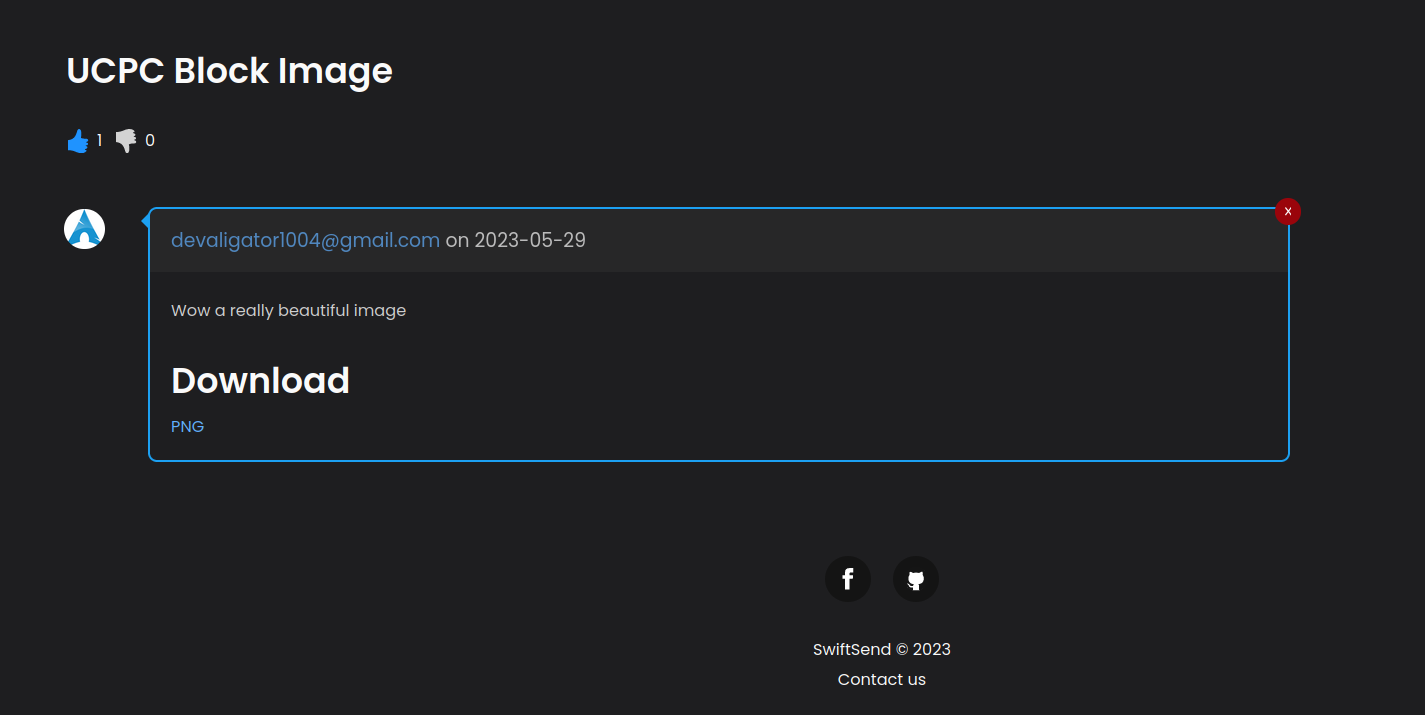 UCPC Block Image
1 0
x
devaligator1004@gmail.com on 2023-05-29
Wow a really beautiful image
Download
PNG
f
SwiftSend © 2023
Contact us